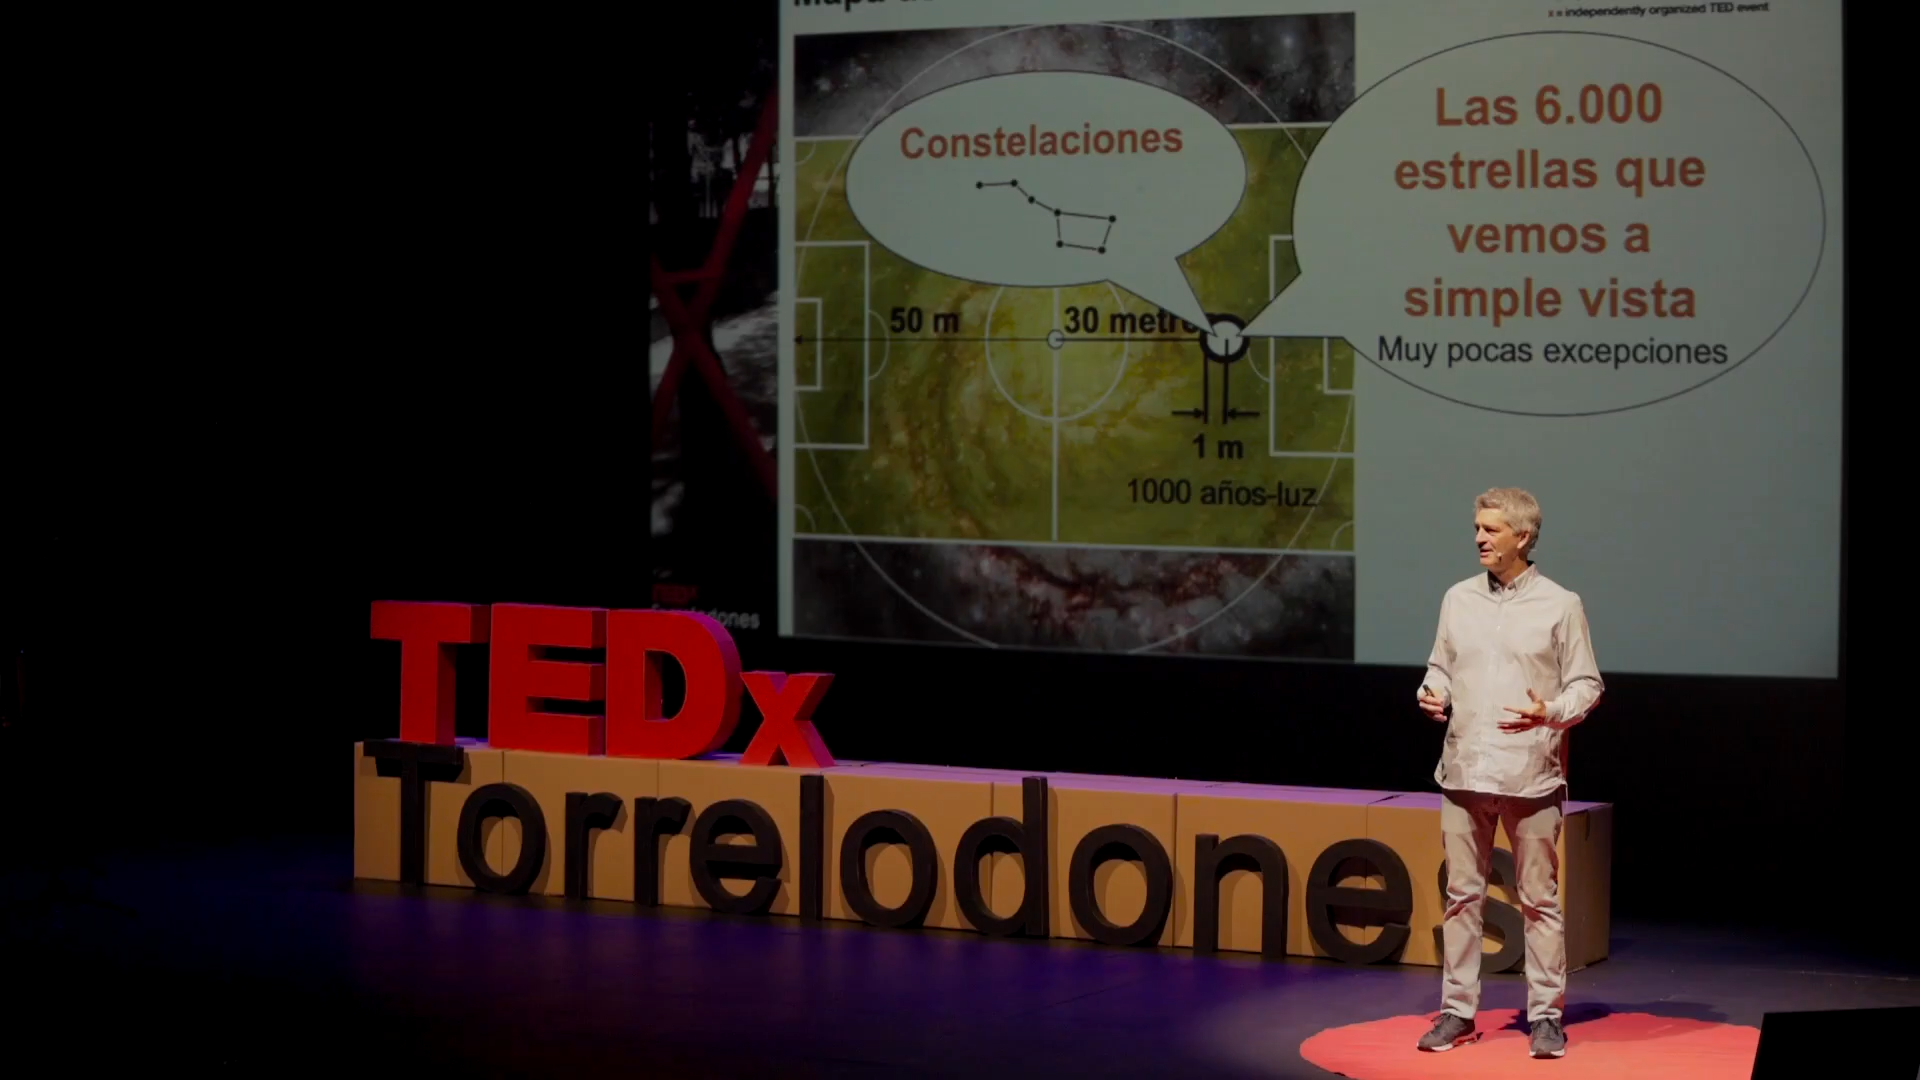 x = independently organized TED event
Constelaciones
Las 6.000
estrellas que
vemos a
simple vista
Muy pocas excepciones
50 m
30 metro
1 m
1000 años-luz
TEDx
Torrelodones